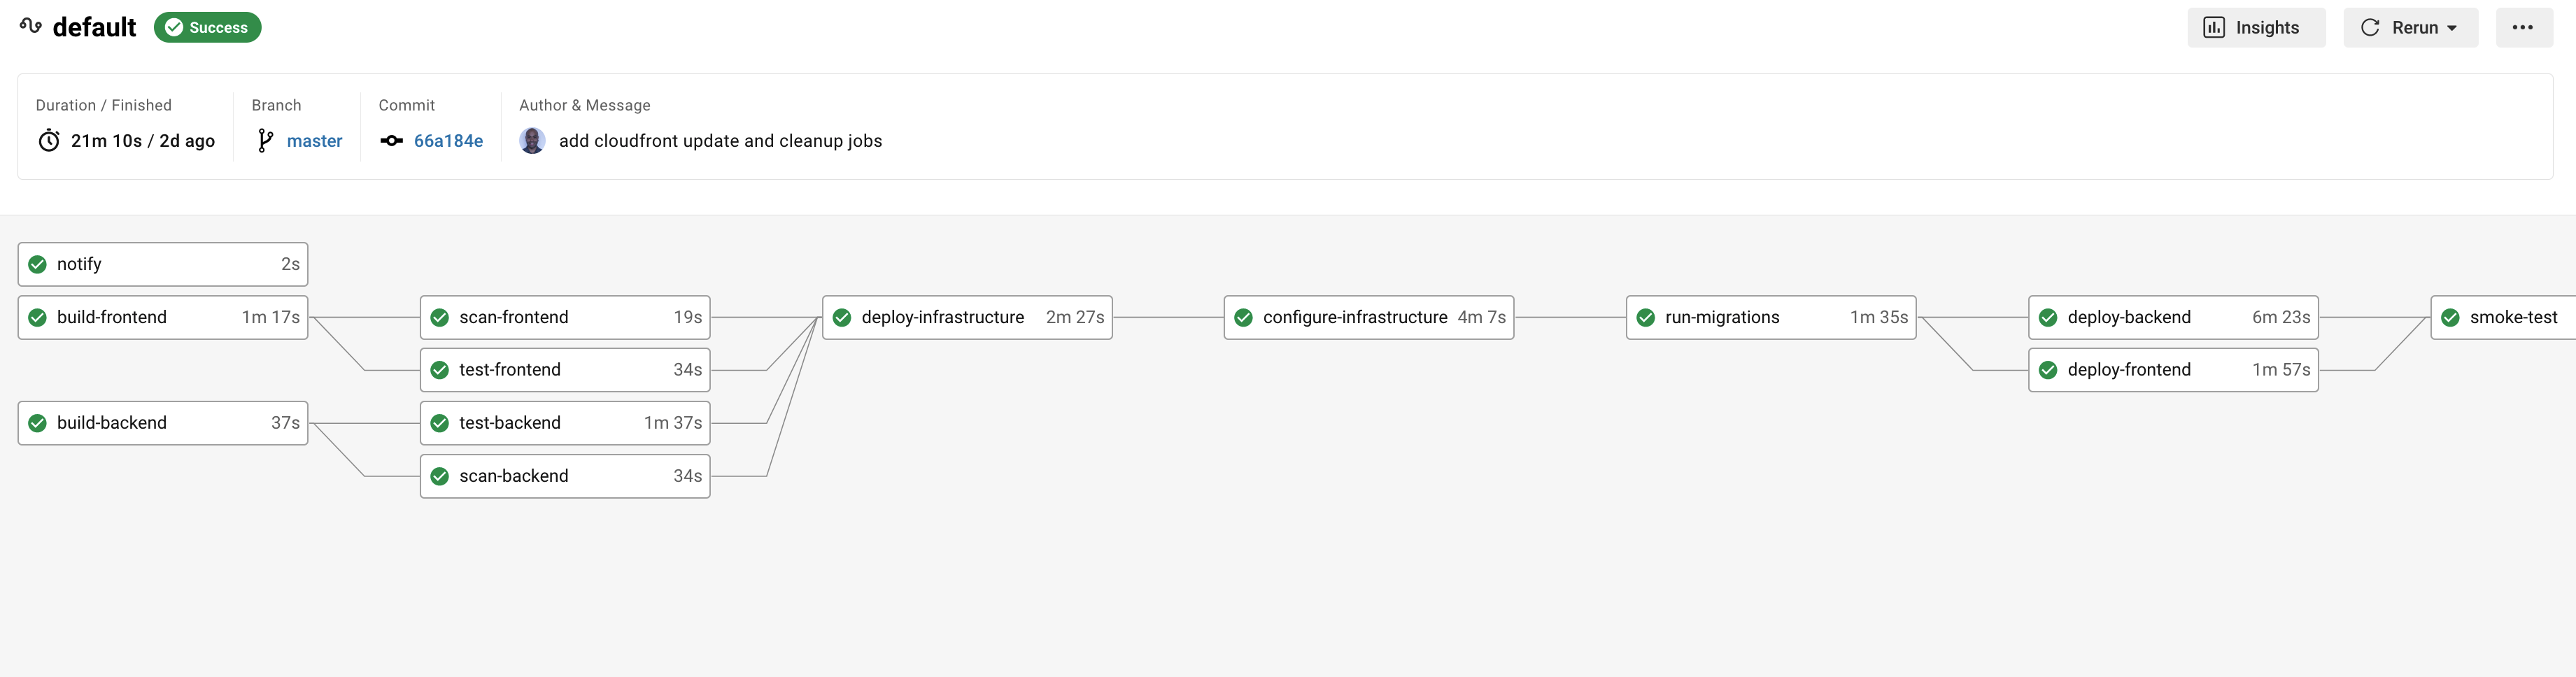 default Success Insights Rerun
Duration / Finished Branch Commit Author & Message
21m 10s / 2d ago master 66a184e add cloudfront update and cleanup jobs
notify 2s
build-frontend 1m 17s scan-frontend 19s deploy-infrastructure 2m 27s configure-infrastructure 4m 7s run-migrations 1m 35s deploy-backend 6m 23s smoke-test
test-frontend 34s deploy-frontend 1m 57s
build-backend 37s test-backend 1m 37s
scan-backend 34s